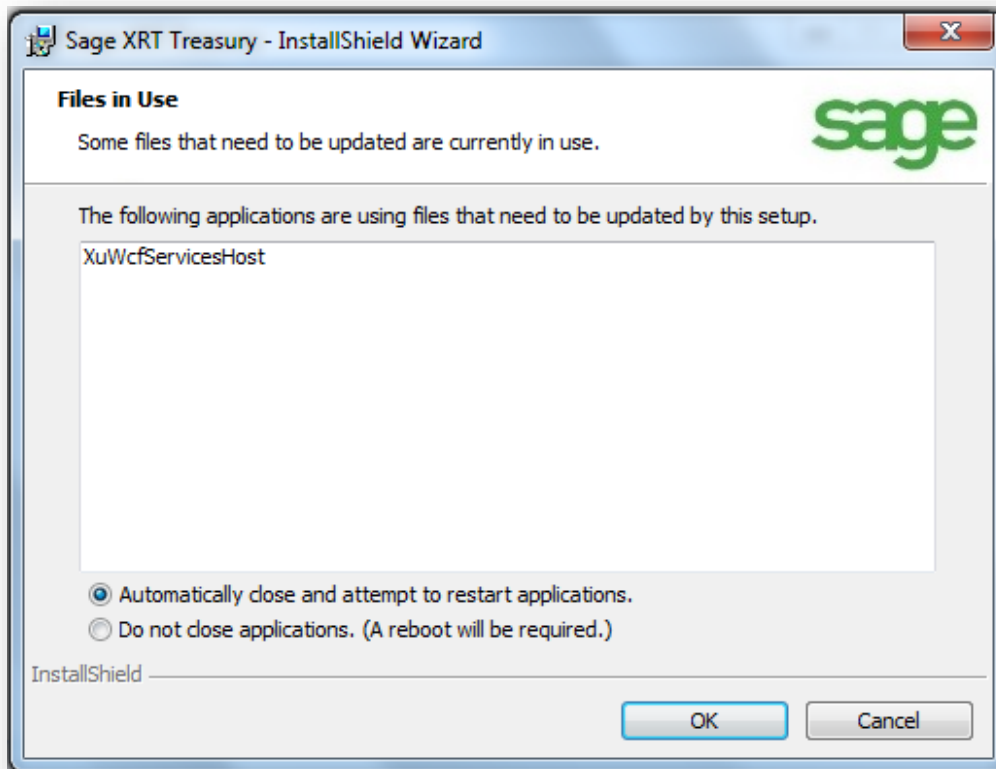 Sage XRT Treasury - InstallShield Wizard
Files in Use
Some files that need to be updated are currently in use.
sage
The following applications are using files that need to be updated by this setup.
XuWcfServicesHost
Automatically close and attempt to restart applications.
Do not close applications. (A reboot will be required.)
InstallShield
OK
Cancel